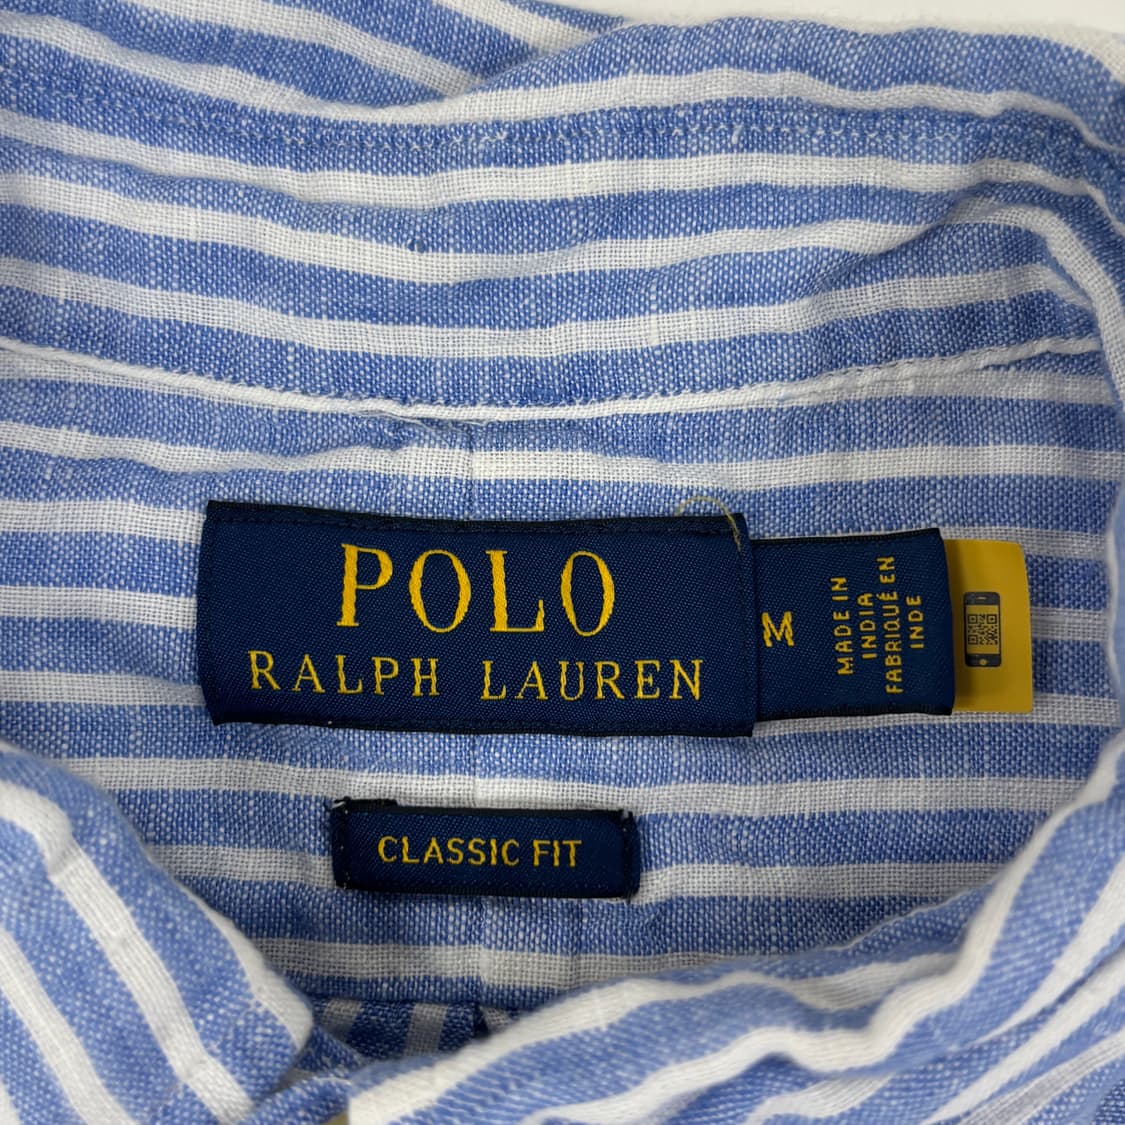 POLO
RALPH LAUREN
M
MADE IN
INDIA
FABRIQUÉ EN
INDE
CLASSIC FIT